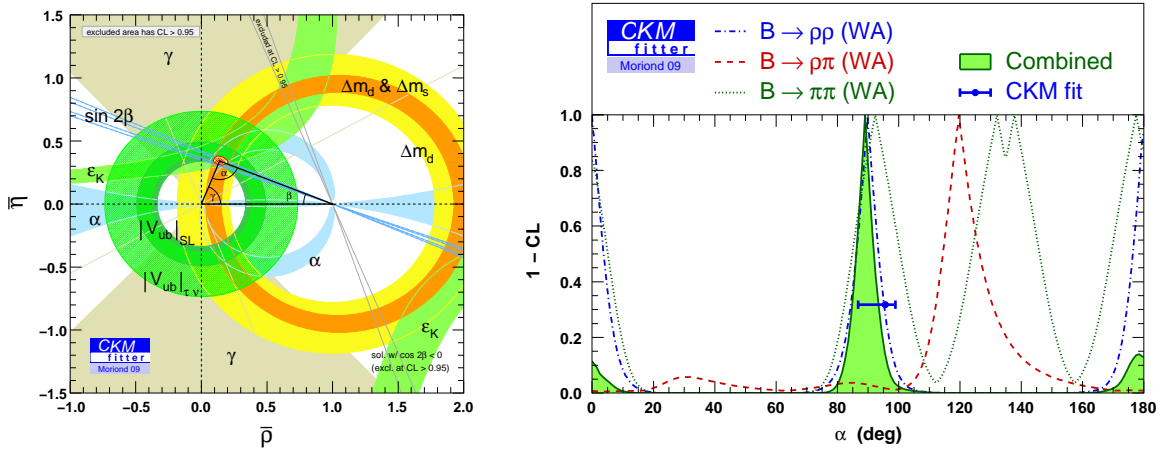 excluded area has CL > 0.95
excluded at CL > 0.95
γ
sin 2β
Δm_d & Δm_s
Δm_d
ε_K
α
α
γ
β
|V_ub|_SL
α
|V_ub|_τν
ε_K
γ
sol. w/ cos 2β < 0
(excl. at CL > 0.95)
CKM
fitter
Moriond 09
1.5
1.0
0.5
0.0
−0.5
−1.0
−1.5
η̄
−1.0 −0.5 0.0 0.5 1.0 1.5 2.0
ρ̄
CKM
fitter
Moriond 09
B → ρρ (WA)
B → ρπ (WA)
B → ππ (WA)
Combined
CKM fit
1.0
0.8
0.6
0.4
0.2
0.0
1 − CL
0 20 40 60 80 100 120 140 160 180
α (deg)